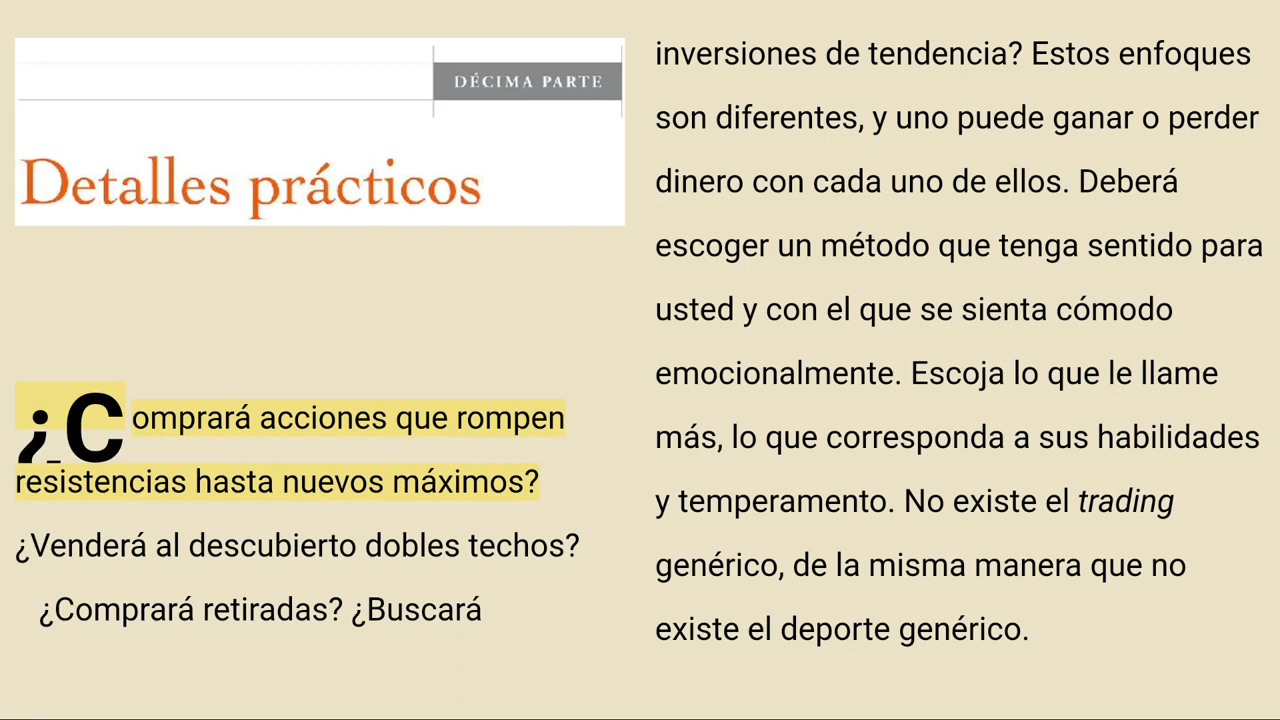 DÉCIMA PARTE
Detalles prácticos
¿Comprará acciones que rompen
resistencias hasta nuevos máximos?
¿Venderá al descubierto dobles techos?
¿Comprará retiradas? ¿Buscará
inversiones de tendencia? Estos enfoques
son diferentes, y uno puede ganar o perder
dinero con cada uno de ellos. Deberá
escoger un método que tenga sentido para
usted y con el que se sienta cómodo
emocionalmente. Escoja lo que le llame
más, lo que corresponda a sus habilidades
y temperamento. No existe el trading
genérico, de la misma manera que no
existe el deporte genérico.